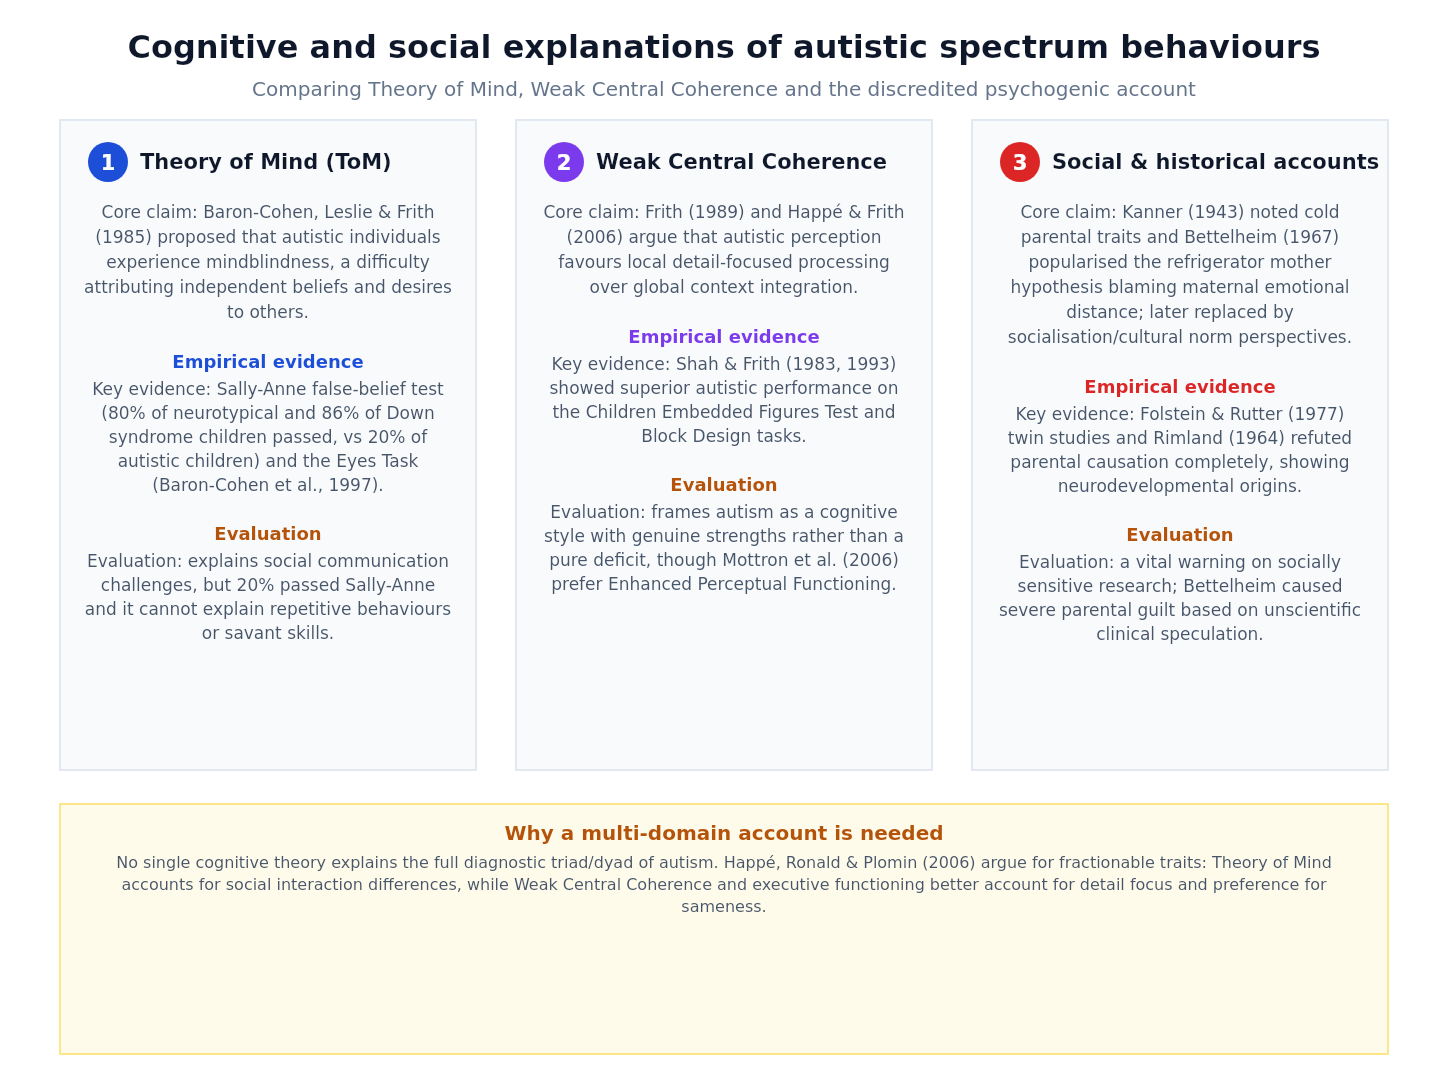 Cognitive and social explanations of autistic spectrum behaviours
Comparing Theory of Mind, Weak Central Coherence and the discredited psychogenic account
1
Theory of Mind (ToM)
Core claim: Baron-Cohen, Leslie & Frith
(1985) proposed that autistic individuals
experience mindblindness, a difficulty
attributing independent beliefs and desires
to others.
Empirical evidence
Key evidence: Sally-Anne false-belief test
(80% of neurotypical and 86% of Down
syndrome children passed, vs 20% of
autistic children) and the Eyes Task
(Baron-Cohen et al., 1997).
Evaluation
Evaluation: explains social communication
challenges, but 20% passed Sally-Anne
and it cannot explain repetitive behaviours
or savant skills.
2
Weak Central Coherence
Core claim: Frith (1989) and Happé & Frith
(2006) argue that autistic perception
favours local detail-focused processing
over global context integration.
Empirical evidence
Key evidence: Shah & Frith (1983, 1993)
showed superior autistic performance on
the Children Embedded Figures Test and
Block Design tasks.
Evaluation
Evaluation: frames autism as a cognitive
style with genuine strengths rather than a
pure deficit, though Mottron et al. (2006)
prefer Enhanced Perceptual Functioning.
3
Social & historical accounts
Core claim: Kanner (1943) noted cold
parental traits and Bettelheim (1967)
popularised the refrigerator mother
hypothesis blaming maternal emotional
distance; later replaced by
socialisation/cultural norm perspectives.
Empirical evidence
Key evidence: Folstein & Rutter (1977)
twin studies and Rimland (1964) refuted
parental causation completely, showing
neurodevelopmental origins.
Evaluation
Evaluation: a vital warning on socially
sensitive research; Bettelheim caused
severe parental guilt based on unscientific
clinical speculation.
Why a multi-domain account is needed
No single cognitive theory explains the full diagnostic triad/dyad of autism. Happé, Ronald & Plomin (2006) argue for fractionable traits: Theory of Mind
accounts for social interaction differences, while Weak Central Coherence and executive functioning better account for detail focus and preference for
sameness.